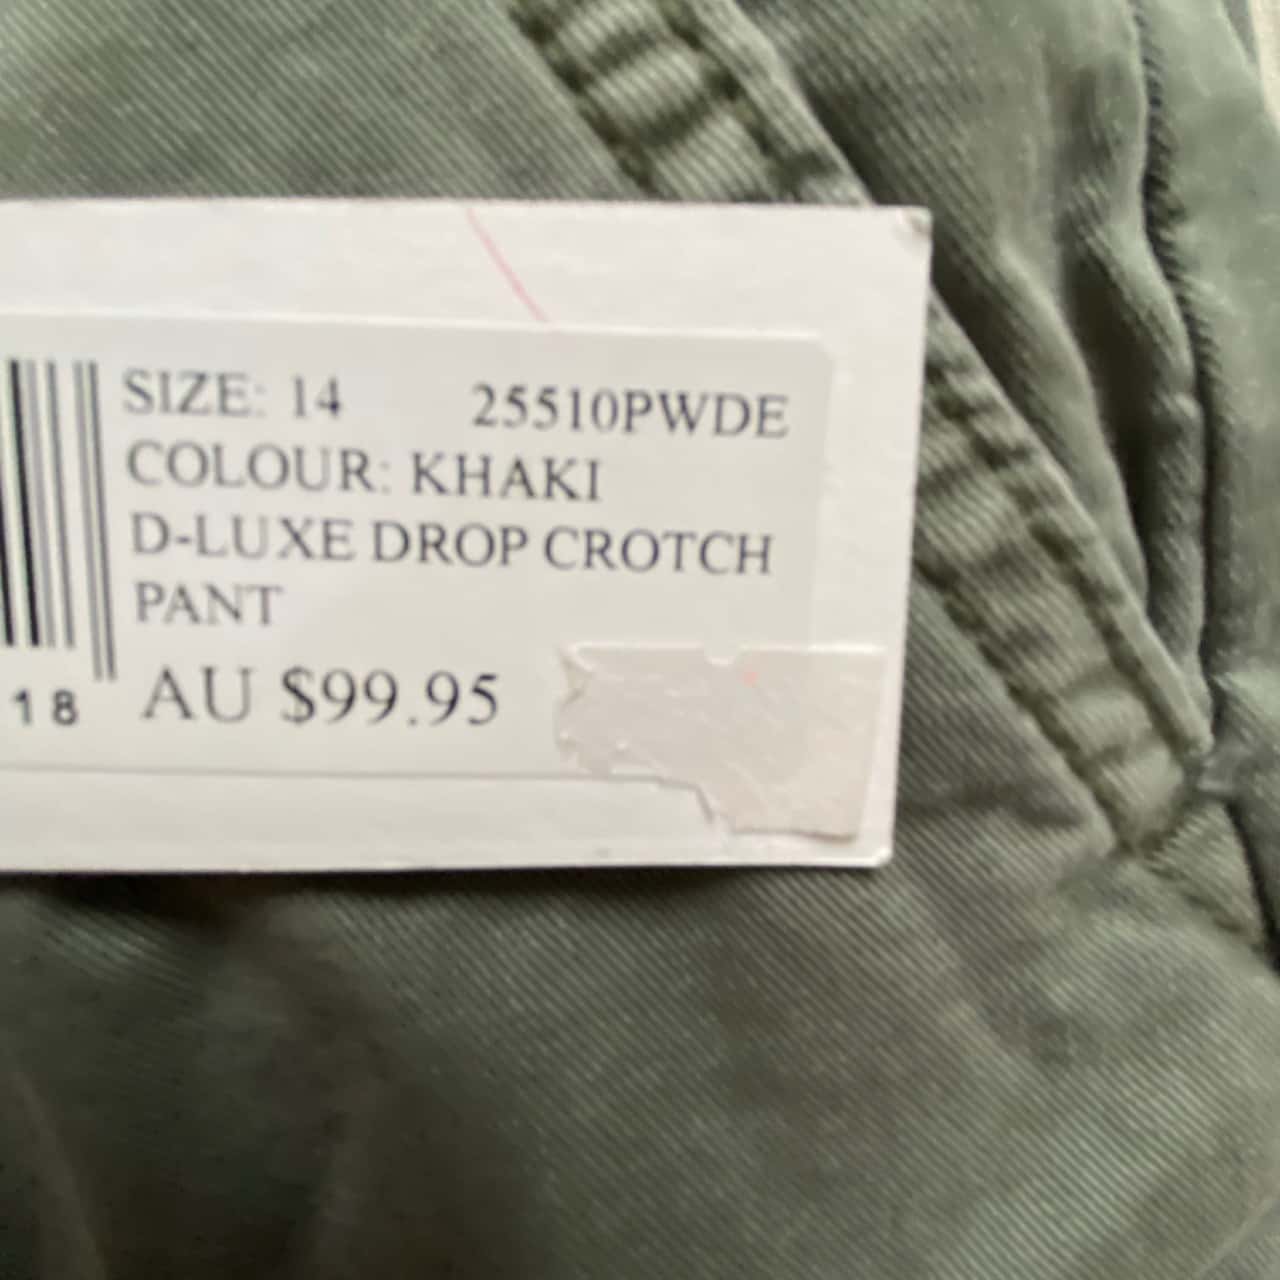 SIZE: 14 25510PWDE
COLOUR: KHAKI
D-LUXE DROP CROTCH
PANT
18 AU $99.95